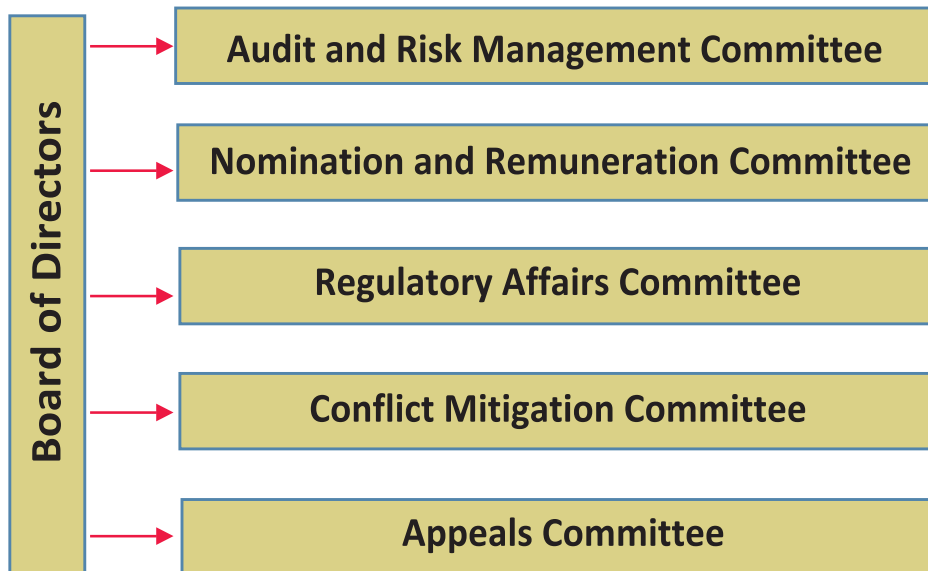 Board of Directors
Audit and Risk Management Committee
Nomination and Remuneration Committee
Regulatory Affairs Committee
Conflict Mitigation Committee
Appeals Committee